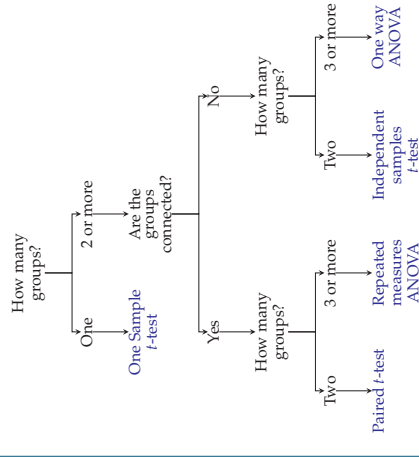 How many
groups?
One
2 or more
One Sample
t-test
Are the
groups
connected?
Yes
No
How many
groups?
How many
groups?
Two
3 or more
Two
3 or more
Paired t-test
Repeated
measures
ANOVA
Independent
samples
t-test
One way
ANOVA